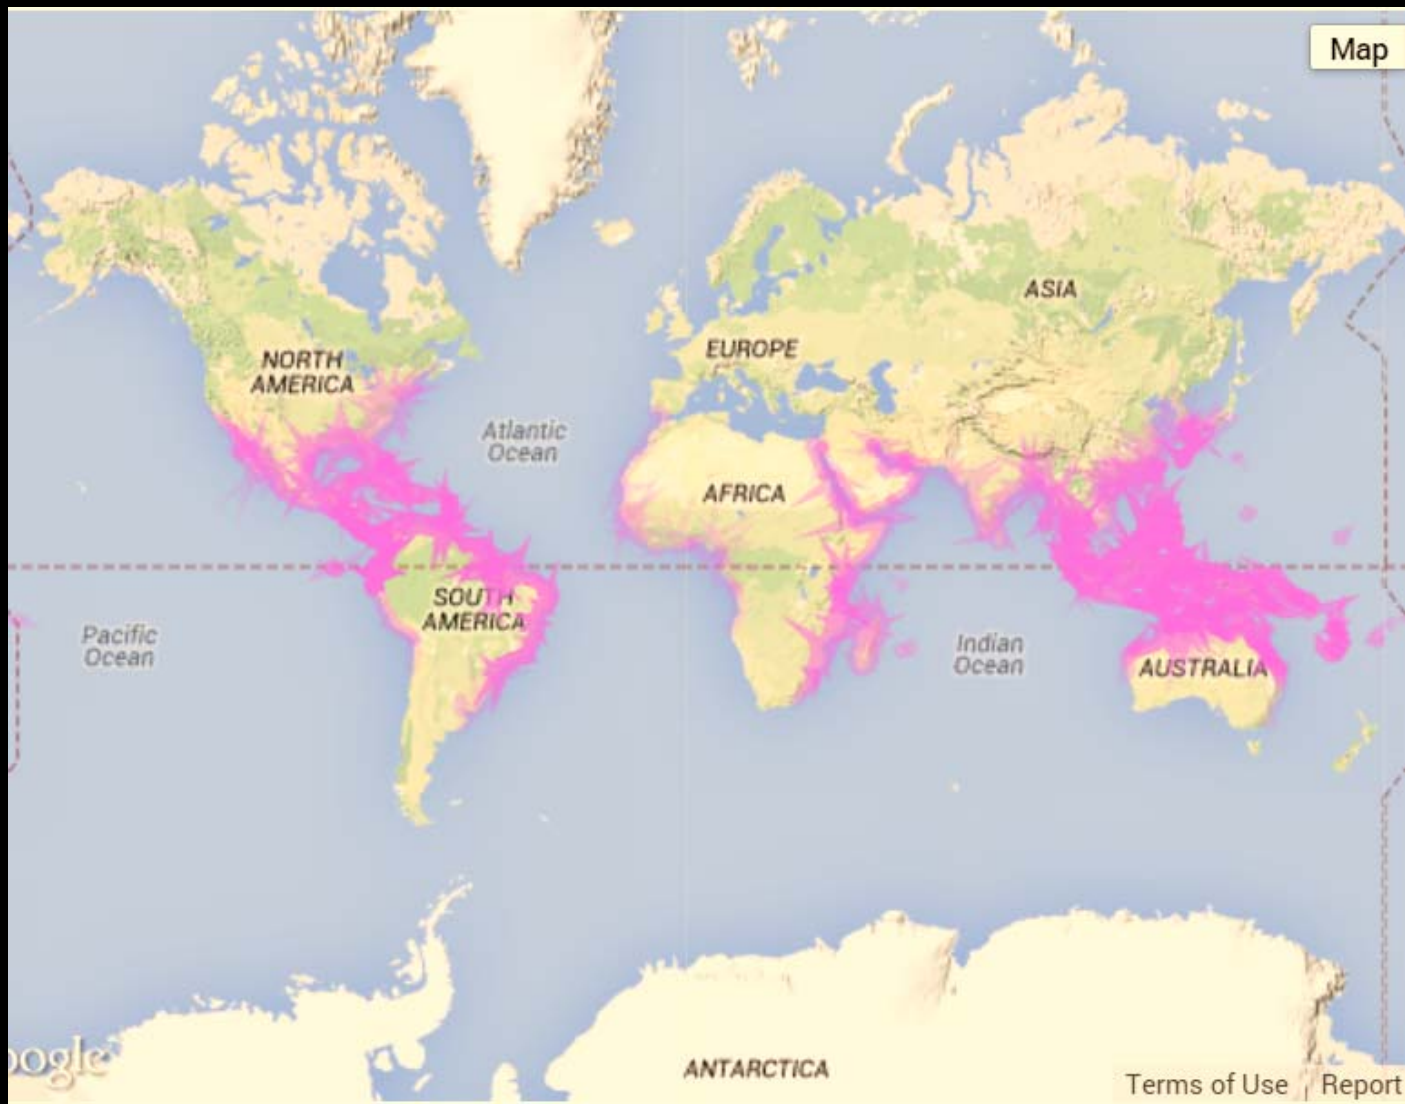 Map
ASIA
EUROPE
NORTH
AMERICA
Atlantic
Ocean
AFRICA
SOUTH
AMERICA
Pacific
Ocean
Indian
Ocean
AUSTRALIA
oogle
ANTARCTICA
Terms of Use
Report